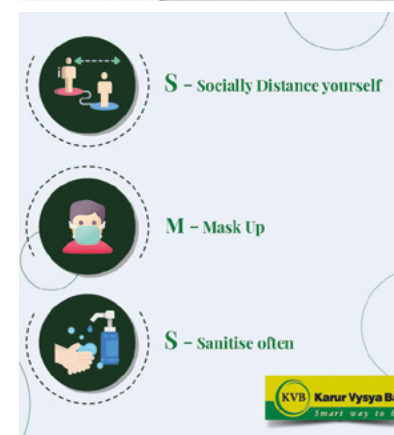 S – Socially Distance yourself
M – Mask Up
S – Sanitise often
KVB Karur Vysya Ba
Smart way to b